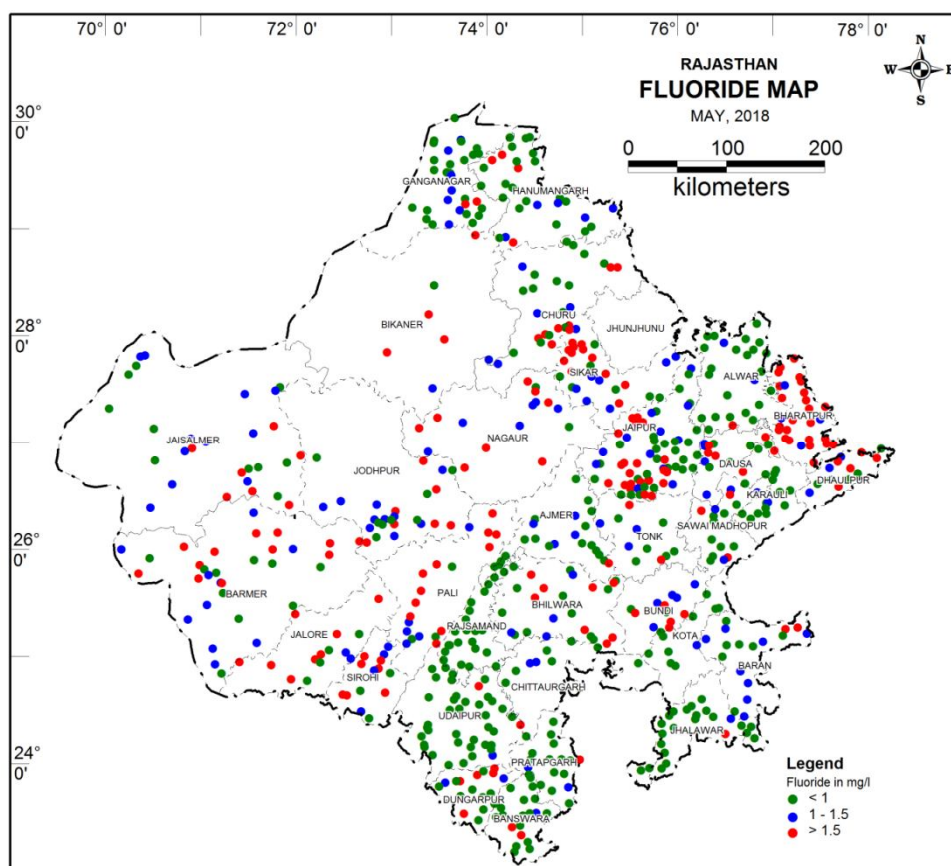 70° 0'
72° 0'
74° 0'
76° 0'
78° 0'
N
W
E
S
RAJASTHAN
FLUORIDE MAP
MAY, 2018
0 100 200
kilometers
30°
0'
28°
0'
26°
0'
24°
0'
GANGANAGAR
HANUMANGARH
BIKANER
CHURU
JHUNJHUNU
SIKAR
ALWAR
BHARATPUR
JAISALMER
NAGAUR
JAIPUR
JODHPUR
DAUSA
DHAULPUR
KARAULI
AJMER
SAWAI MADHOPUR
TONK
BARMER
PALI
BHILWARA
BUNDI
RAJSAMAND
KOTA
JALORE
BARAN
SIROHI
CHITTAURGARH
UDAIPUR
JHALAWAR
PRATAPGARH
DUNGARPUR
BANSWARA
Legend
Fluoride in mg/l
< 1
1 - 1.5
> 1.5